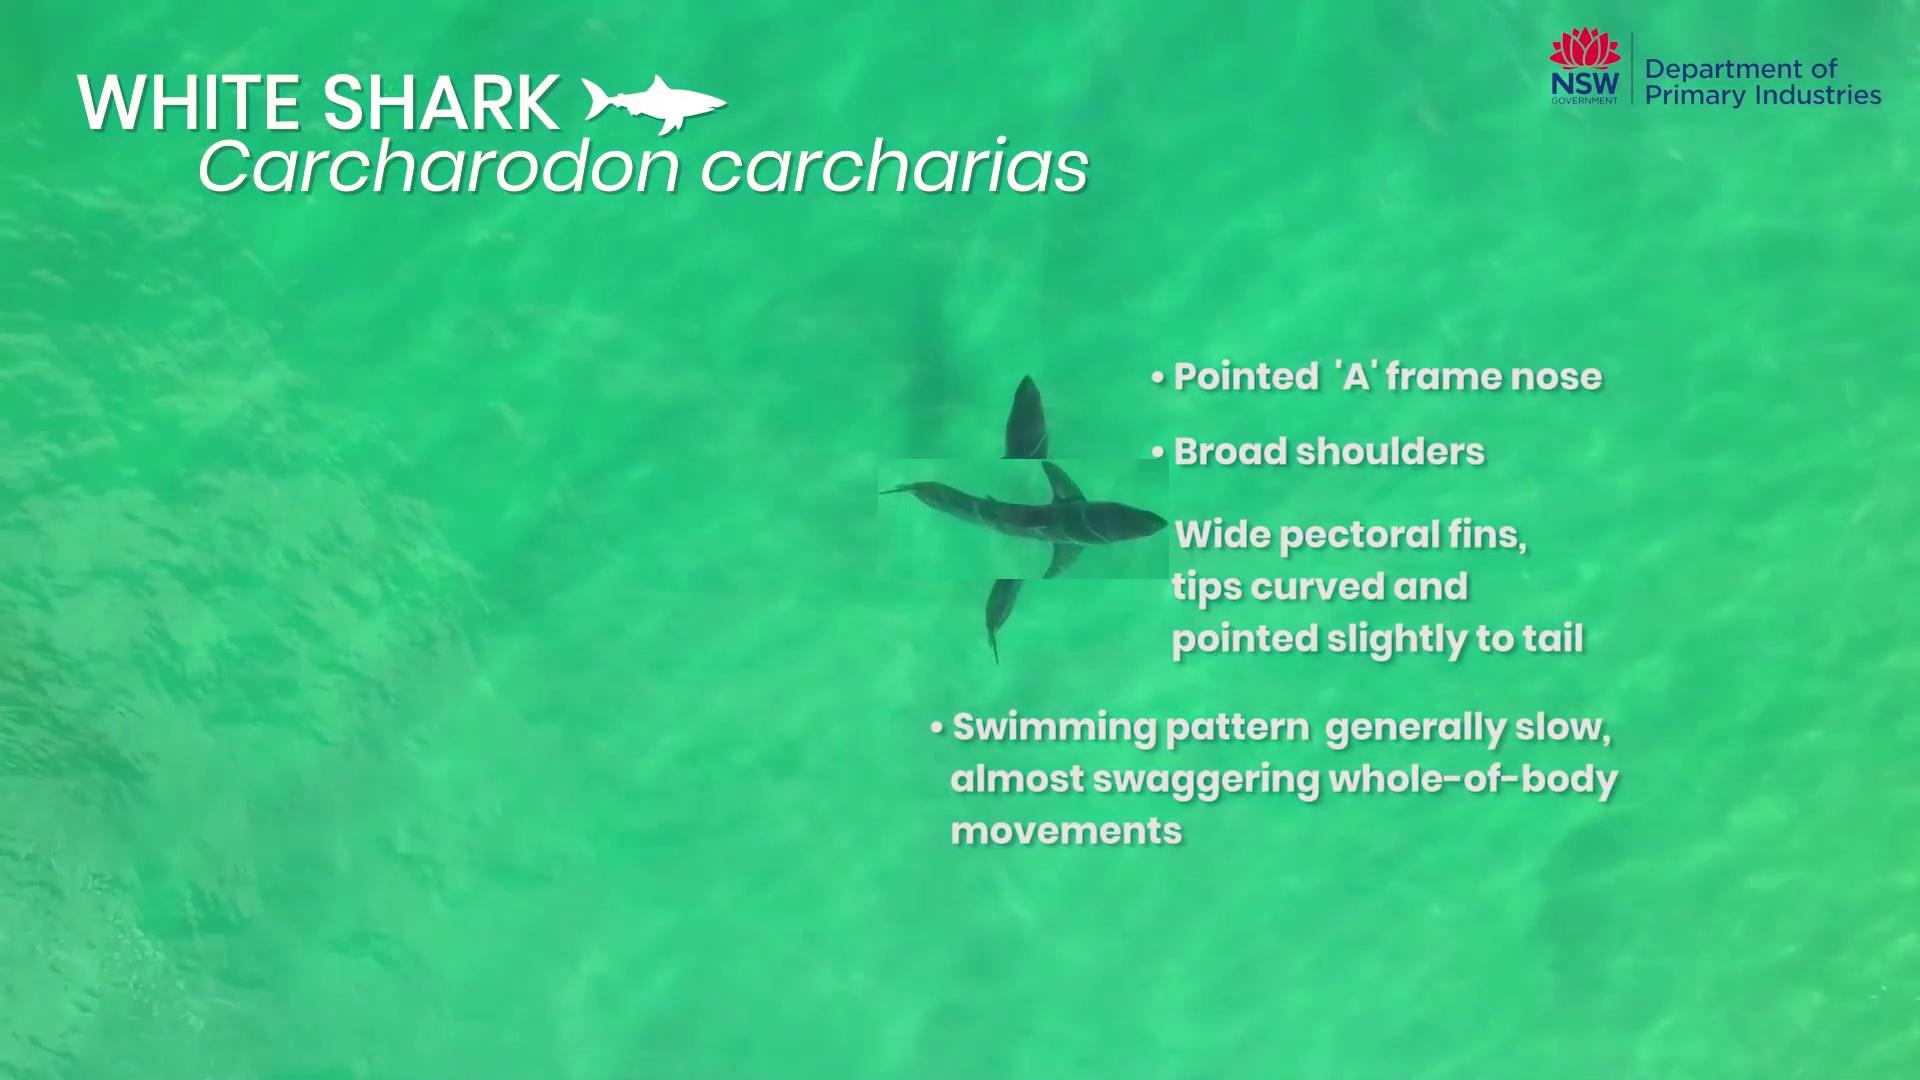 WHITE SHARK
Carcharodon carcharias
NSW
GOVERNMENT
Department of
Primary Industries
• Pointed 'A' frame nose
• Broad shoulders
Wide pectoral fins,
tips curved and
pointed slightly to tail
• Swimming pattern generally slow,
almost swaggering whole-of-body
movements